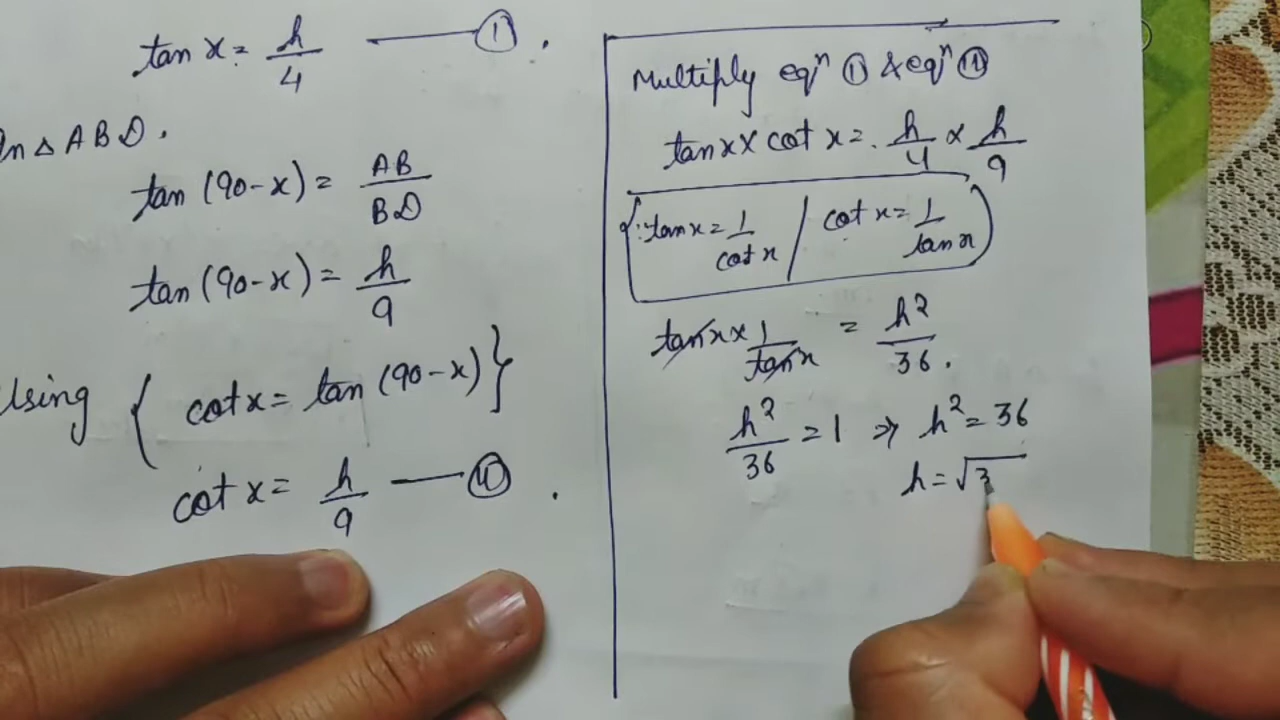 tan x = h/4 — (I) .
In △ ABD.
tan (90-x) = AB/BD
tan (90-x) = h/9
Using { cot x = tan (90-x) }
cot x = h/9 — (II) .
Multiply eqⁿ (I) & eqⁿ (II)
tan x × cot x = h/4 × h/9
{∵ tan x = 1/cot x / cot x = 1/tan x )
tan x × 1/tan x = h²/36 .
h²/36 = 1 ⇒ h² = 36
h = √3